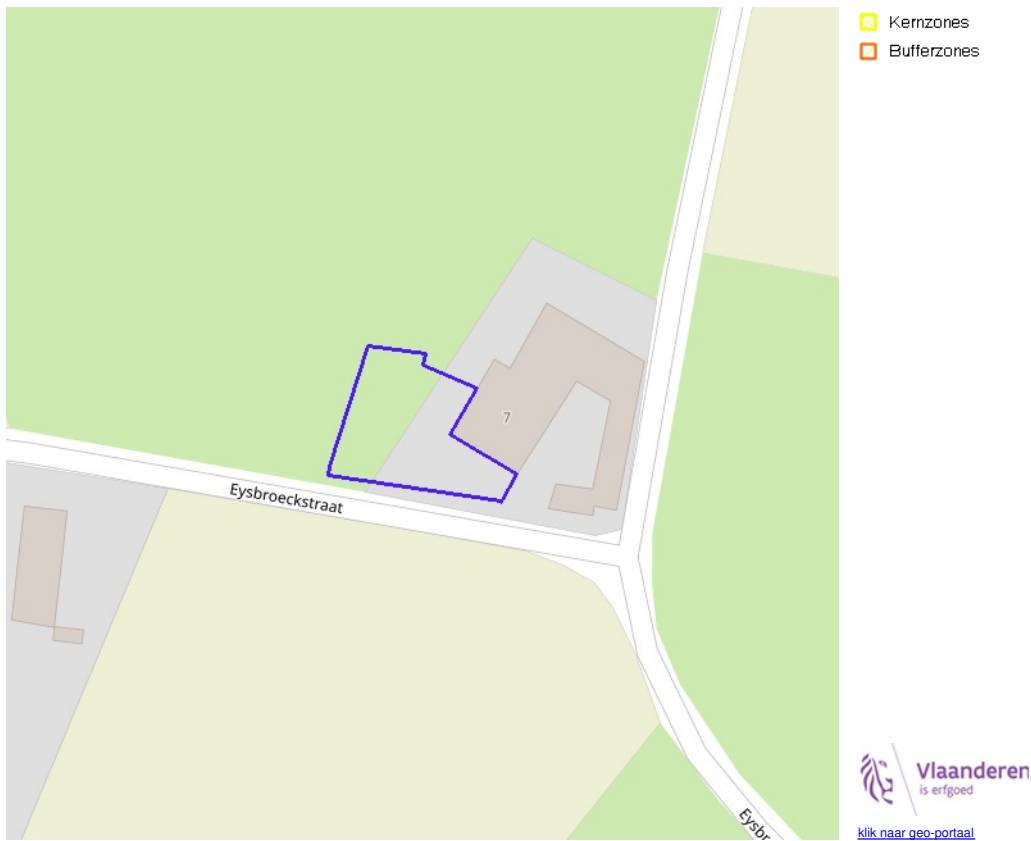 Kernzones
Bufferzones
7
Eysbroeckstraat
Eysbr
Vlaanderen
is erfgoed
klik naar geo-portaal